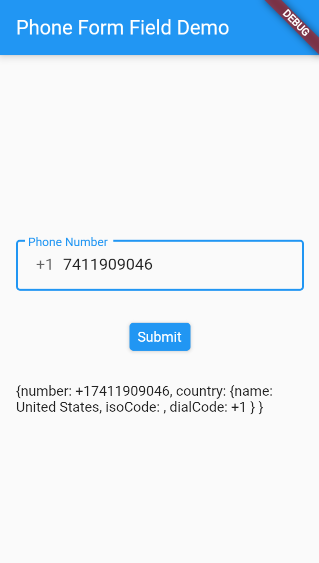 Phone Form Field Demo
DEBUG
Phone Number
+1 7411909046
Submit
{number: +17411909046, country: {name:
United States, isoCode: , dialCode: +1 } }